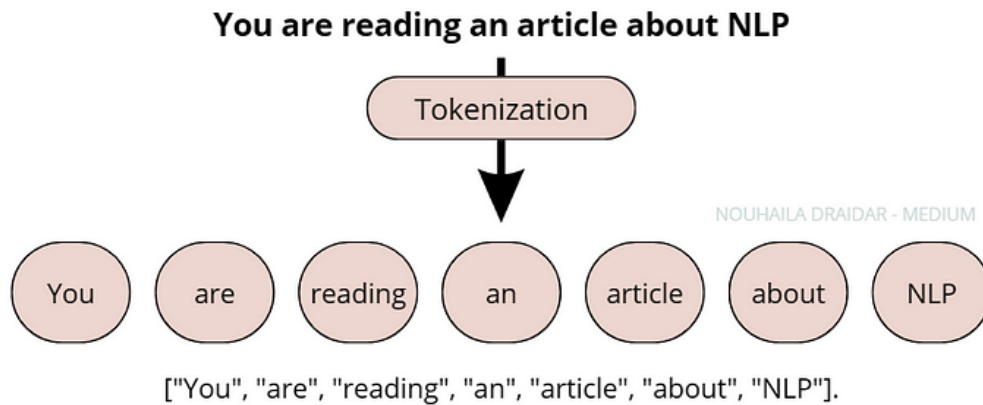 You are reading an article about NLP
Tokenization
NOUHAILA DRAIDAR - MEDIUM
You are reading an article about NLP
["You", "are", "reading", "an", "article", "about", "NLP"].